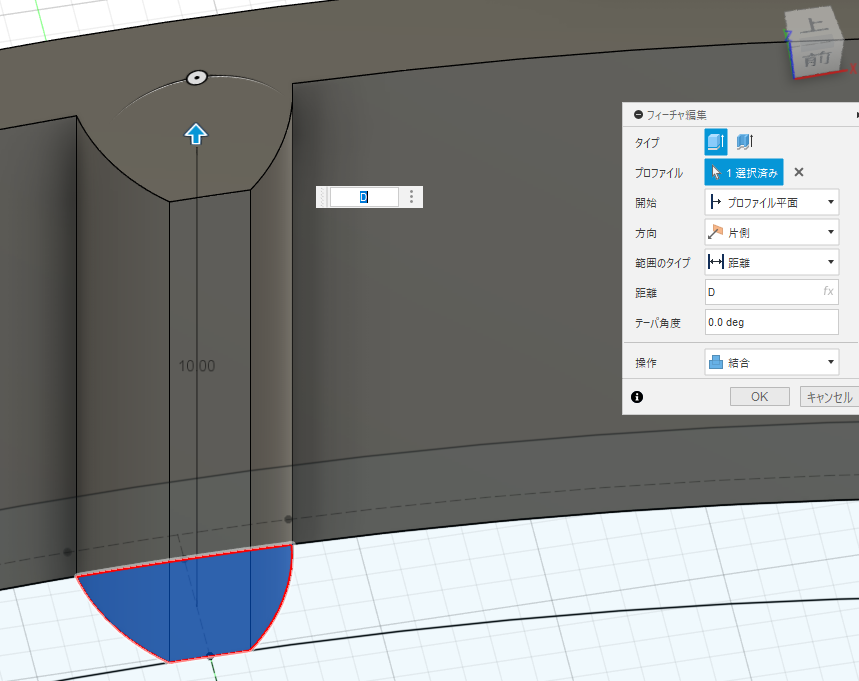 上
前
Z
X
フィーチャ編集
タイプ
プロファイル
1 選択済み
開始
プロファイル平面
方向
片側
範囲のタイプ
距離
距離
D
fx
テーパ角度
0.0 deg
操作
結合
OK
キャンセル
D
10.00